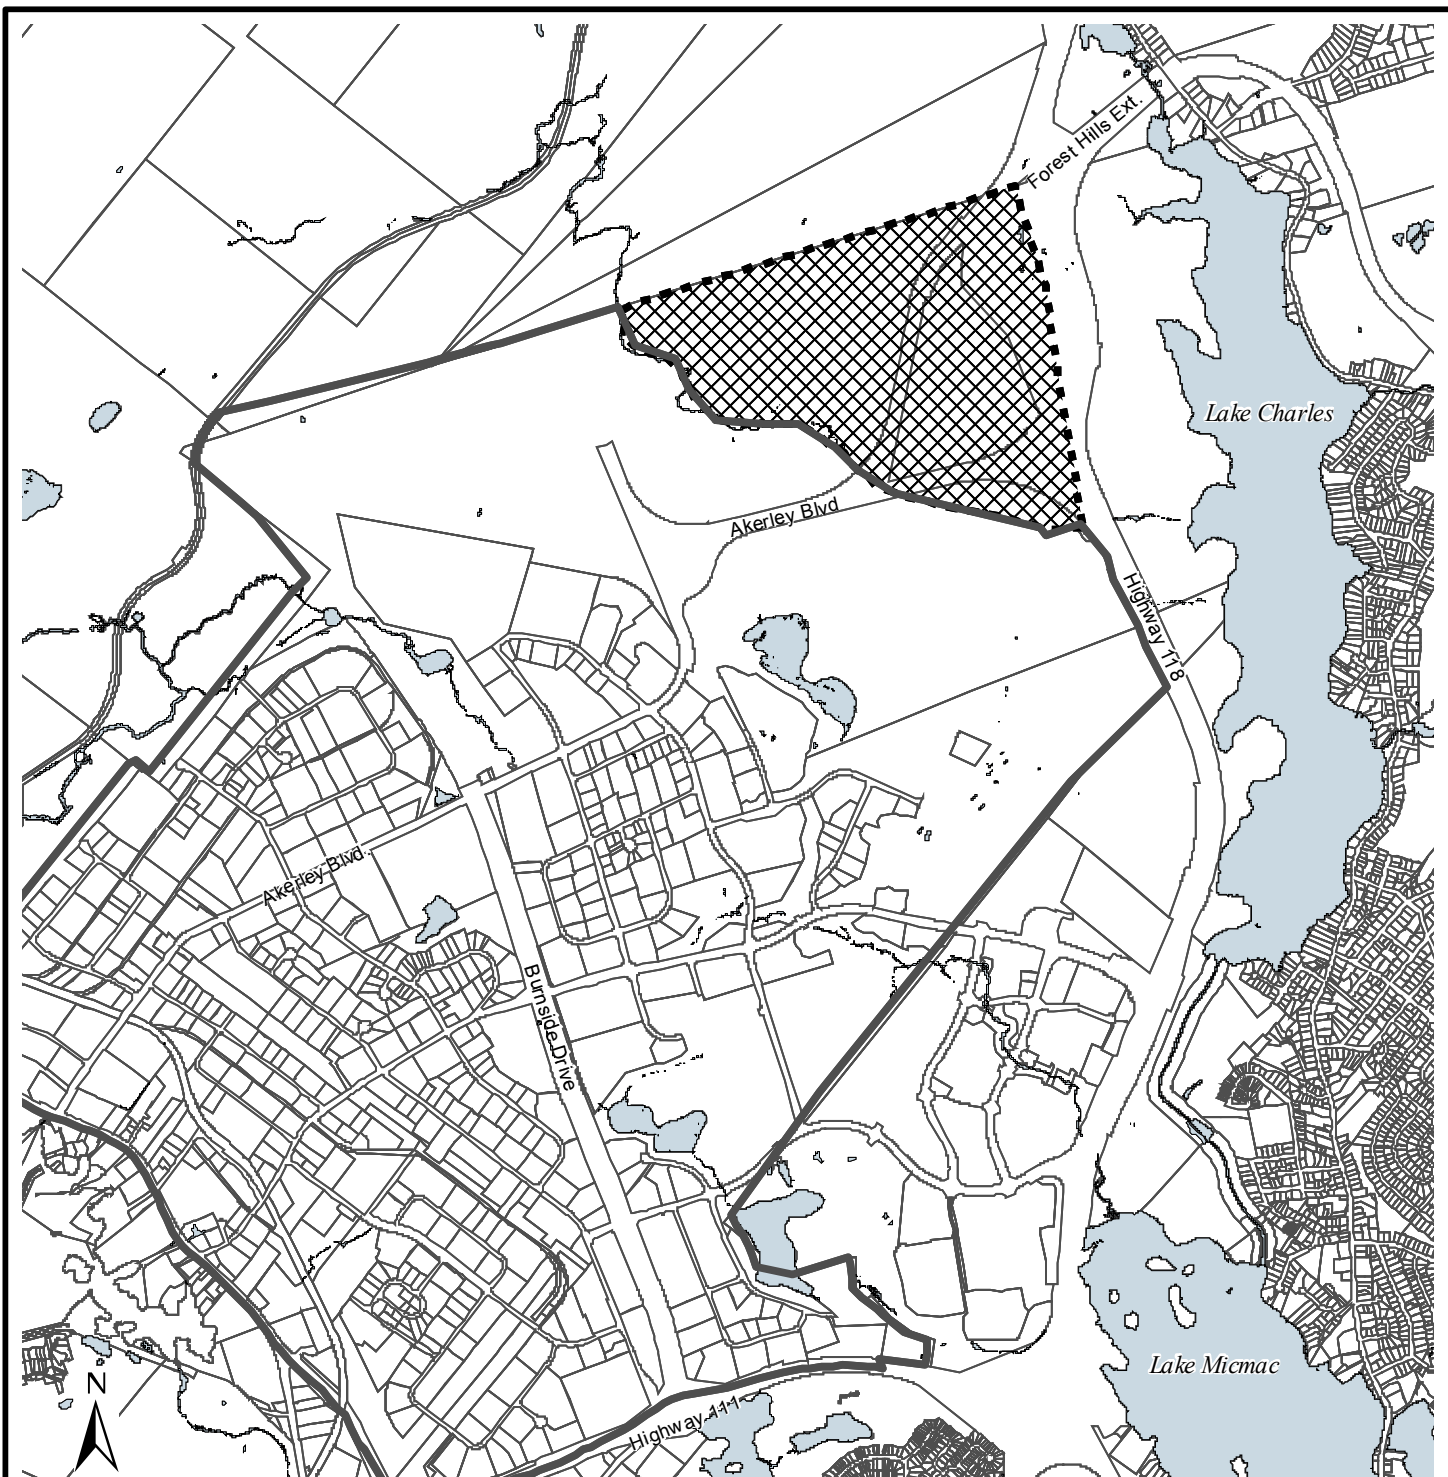 Forest Hills Ext.
Lake Charles
Akerley Blvd
Highway 118
Akerley Blvd.
Burnside Drive
Lake Micmac
N
Highway 111